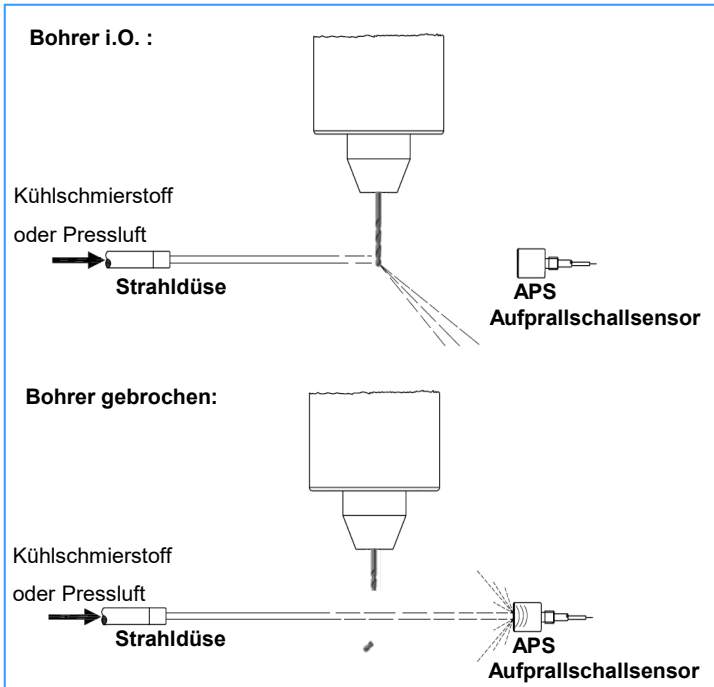 Bohrer i.O. :
Kühlschmierstoff
oder Pressluft
Strahldüse
APS
Aufprallschallsensor
Bohrer gebrochen:
Kühlschmierstoff
oder Pressluft
Strahldüse
APS
Aufprallschallsensor